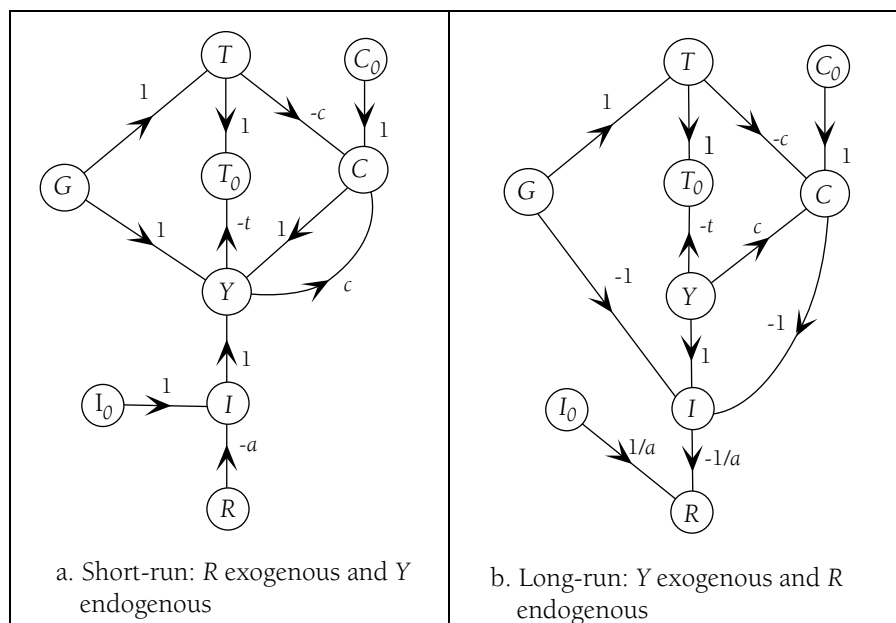 T
C₀
1
-c
1
1
G
T₀
C
-t
1
1
Y
c
1
1
I₀
I
-a
R
a. Short-run: R exogenous and Y
endogenous
T
C₀
1
-c
1
1
G
T₀
C
-t
c
-1
Y
-1
1
I₀
I
1/a
-1/a
R
b. Long-run: Y exogenous and R
endogenous